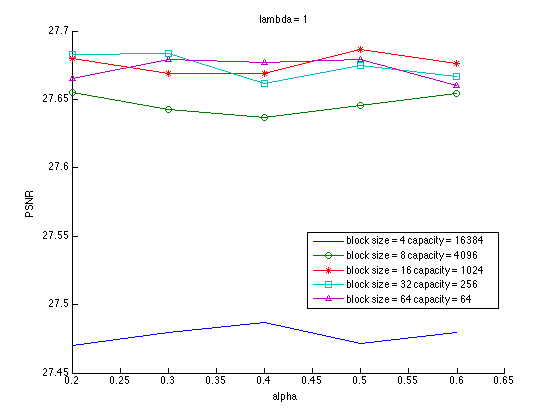 lambda = 1
27.7
27.65
27.6
27.55
27.5
27.45
PSNR
block size = 4 capacity = 16384
block size = 8 capacity = 4096
block size = 16 capacity = 1024
block size = 32 capacity = 256
block size = 64 capacity = 64
0.2 0.25 0.3 0.35 0.4 0.45 0.5 0.55 0.6 0.65
alpha